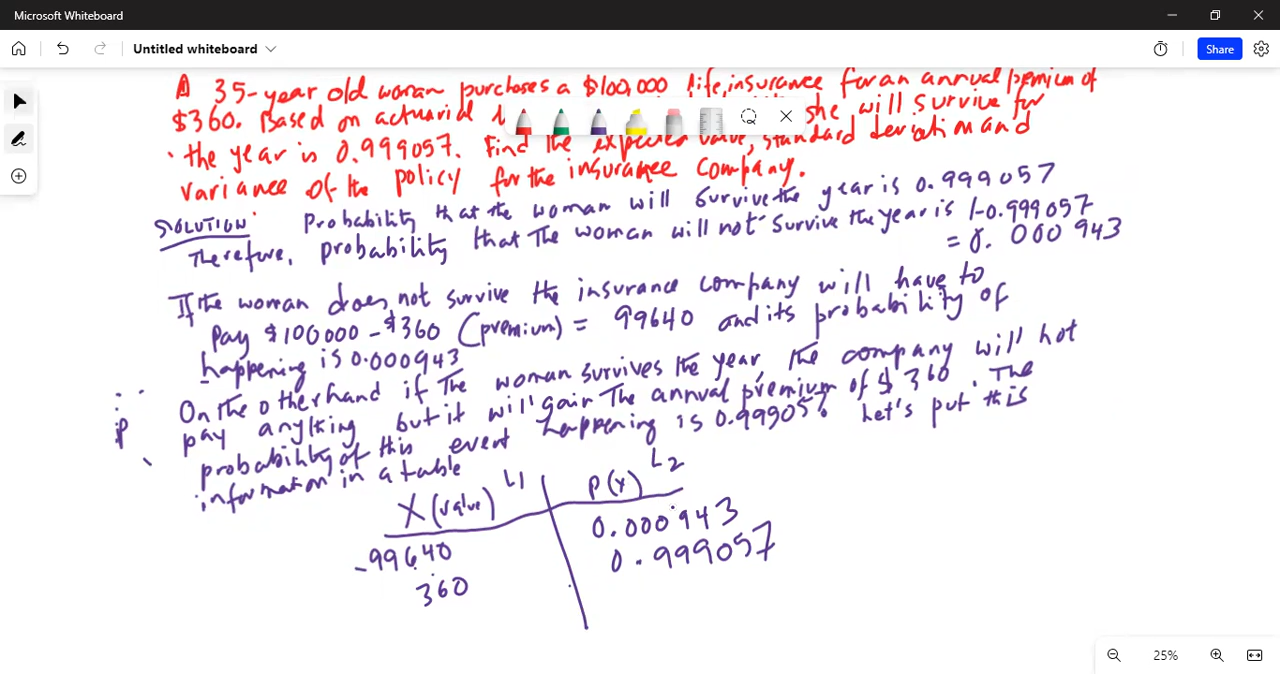 Microsoft Whiteboard
Untitled whiteboard
Share
A 35-year old woman purchases a $100,000 life insurance for an annual premium of
$360. Based on actuarial she will survive for
the year is 0.999057. Find the expected value, standard deviation and
variance of the policy for the insurance company.
SOLUTION: Probability that the woman will survive the year is 0.999057
Therefore, probability that the woman will not survive the year is 1-0.999057
= 0.000943
If the woman does not survive the insurance company will have to
pay $100000 - $360 (premium) = 99640 and its probability of
happening is 0.000943
On the other hand if the woman survives the year, the company will not
pay anything but it will gain the annual premium of $360. The
probability of this event happening is 0.999057. Let's put this
information in a table
X (value) L1 P(x) L2
-99640 0.000943
360 0.999057
25%